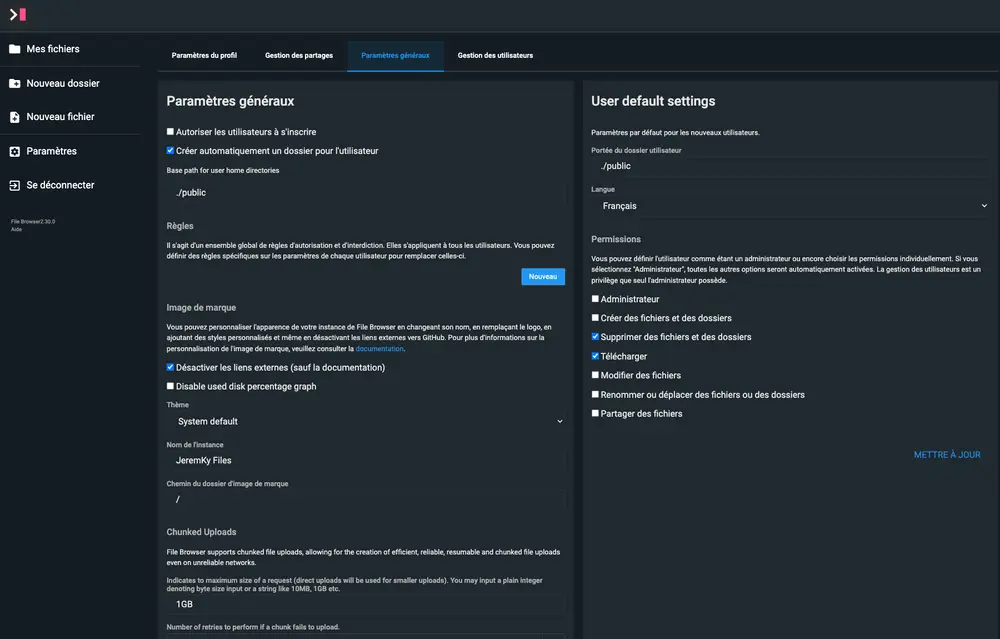 Mes fichiers
Nouveau dossier
Nouveau fichier
Paramètres
Se déconnecter
File Browser2.30.0
Aide
Paramètres du profil
Gestion des partages
Paramètres généraux
Gestion des utilisateurs
Paramètres généraux
Autoriser les utilisateurs à s'inscrire
Créer automatiquement un dossier pour l'utilisateur
Base path for user home directories
./public
Règles
Il s'agit d'un ensemble global de règles d'autorisation et d'interdiction. Elles s'appliquent à tous les utilisateurs. Vous pouvez
définir des règles spécifiques sur les paramètres de chaque utilisateur pour remplacer celles-ci.
Nouveau
Image de marque
Vous pouvez personnaliser l'apparence de votre instance de File Browser en changeant son nom, en remplaçant le logo, en
ajoutant des styles personnalisés et même en désactivant les liens externes vers GitHub. Pour plus d'informations sur la
personnalisation de l'image de marque, veuillez consulter la documentation.
Désactiver les liens externes (sauf la documentation)
Disable used disk percentage graph
Thème
System default
Nom de l'instance
JeremKy Files
Chemin du dossier d'image de marque
/
Chunked Uploads
File Browser supports chunked file uploads, allowing for the creation of efficient, reliable, resumable and chunked file uploads
even on unreliable networks.
Indicates to maximum size of a request (direct uploads will be used for smaller uploads). You may input a plain integer
denoting byte size input or a string like 10MB, 1GB etc.
1GB
Number of retries to perform if a chunk fails to upload.
User default settings
Paramètres par défaut pour les nouveaux utilisateurs.
Portée du dossier utilisateur
./public
Langue
Français
Permissions
Vous pouvez définir l'utilisateur comme étant un administrateur ou encore choisir les permissions individuellement. Si vous
sélectionnez "Administrateur", toutes les autres options seront automatiquement activées. La gestion des utilisateurs est un
privilège que seul l'administrateur possède.
Administrateur
Créer des fichiers et des dossiers
Supprimer des fichiers et des dossiers
Télécharger
Modifier des fichiers
Renommer ou déplacer des fichiers ou des dossiers
Partager des fichiers
METTRE À JOUR